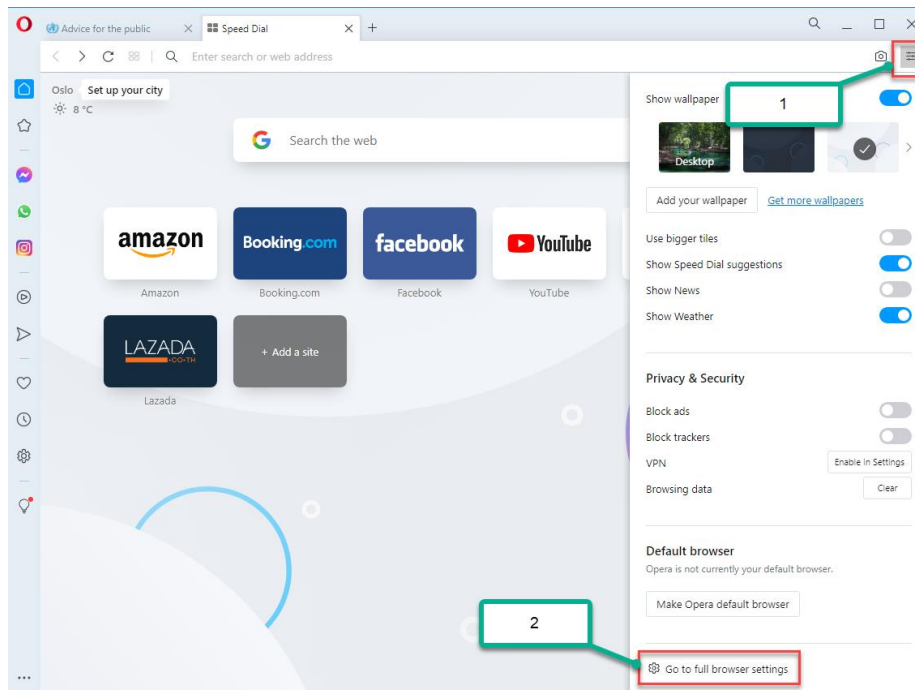 Advice for the public
Speed Dial
Enter search or web address
Oslo Set up your city
8 °C
Search the web
amazon
Booking.com
facebook
YouTube
Amazon
Booking.com
Facebook
YouTube
LAZADA
.CO.TH
+ Add a site
Lazada
1
Show wallpaper
Desktop
Add your wallpaper Get more wallpapers
Use bigger tiles
Show Speed Dial suggestions
Show News
Show Weather
Privacy & Security
Block ads
Block trackers
VPN Enable in Settings
Browsing data Clear
Default browser
Opera is not currently your default browser.
Make Opera default browser
2
Go to full browser settings